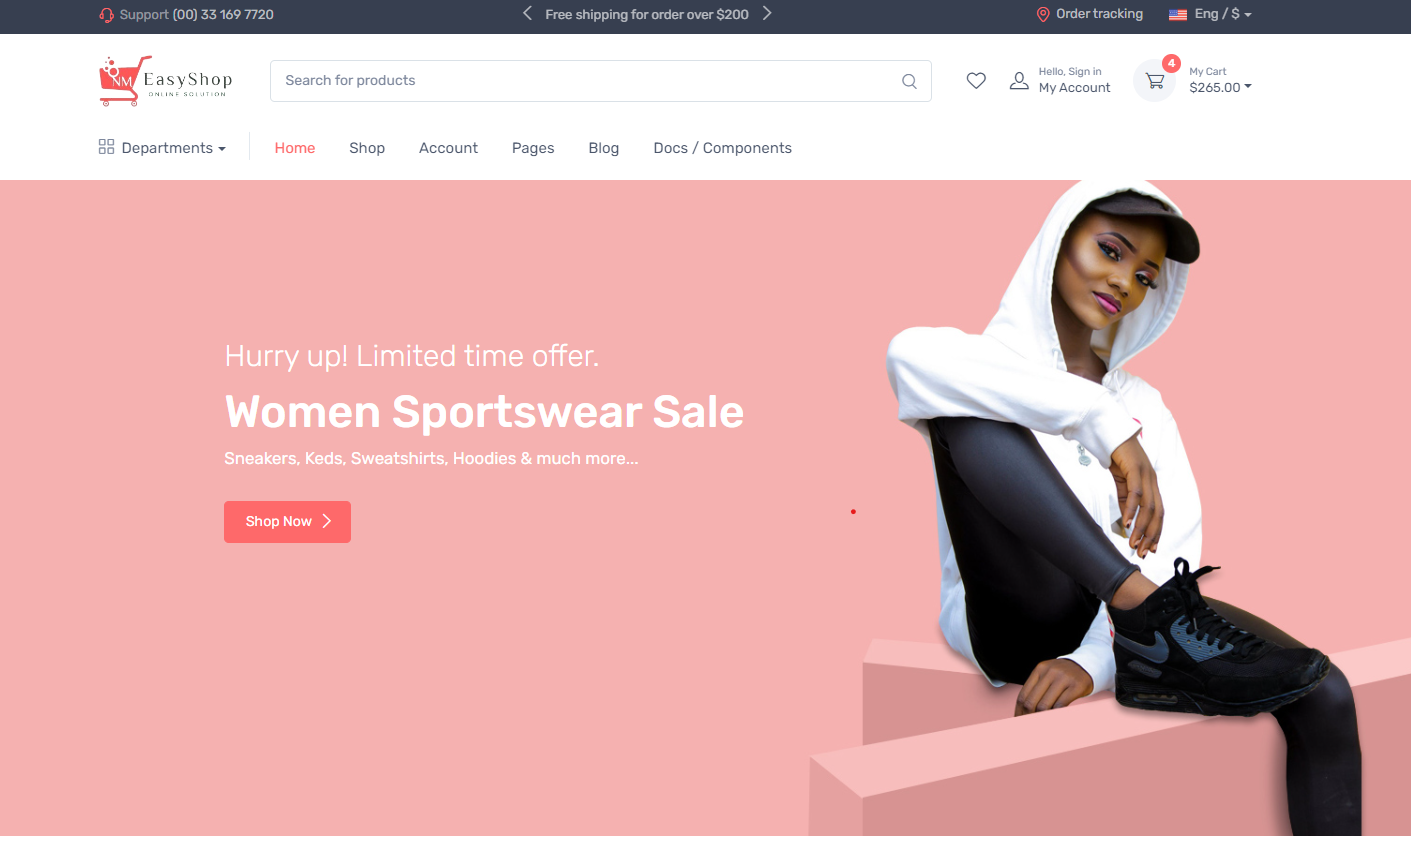 Support (00) 33 169 7720
Free shipping for order over $200
Order tracking
Eng / $
NM EasyShop
ONLINE SOLUTION
Search for products
Hello, Sign in
My Account
4
My Cart
$265.00
Departments
Home
Shop
Account
Pages
Blog
Docs / Components
Hurry up! Limited time offer.
Women Sportswear Sale
Sneakers, Keds, Sweatshirts, Hoodies & much more...
Shop Now